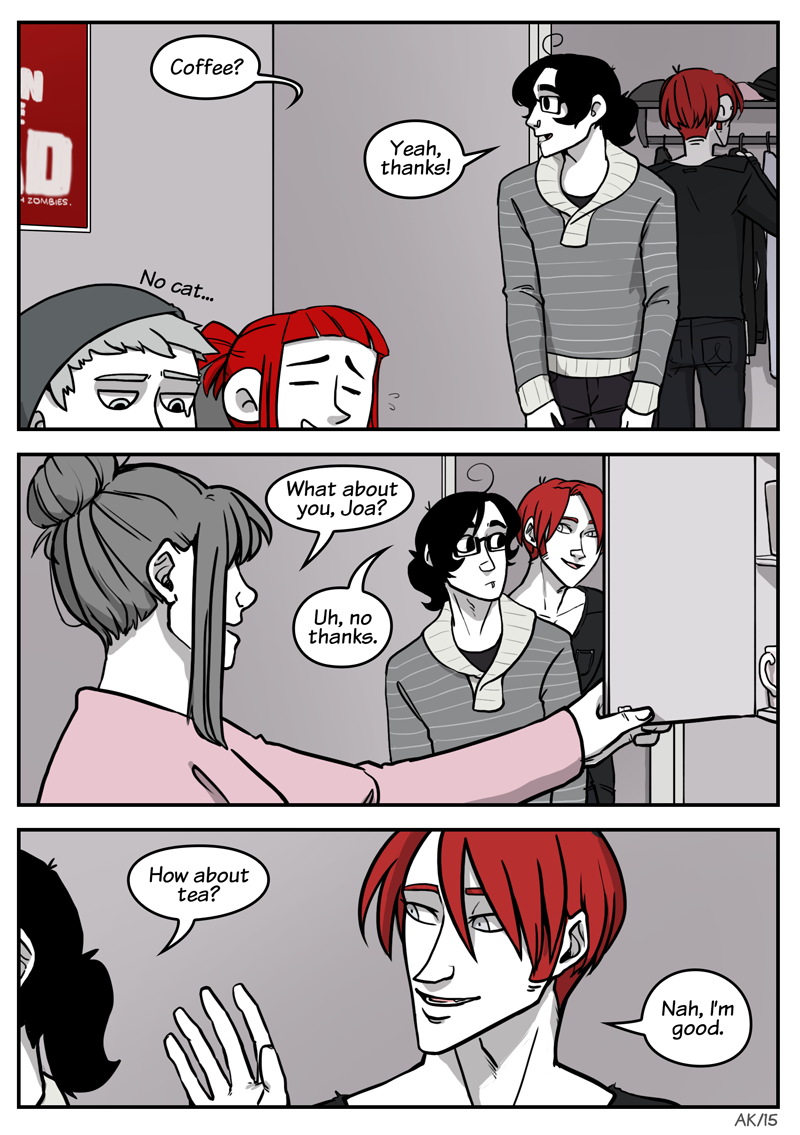 N
E
AD
N ZOMBIES.
Coffee?
Yeah,
thanks!
No cat...
What about
you, Joa?
Uh, no
thanks.
How about
tea?
Nah, I'm
good.
AK/15